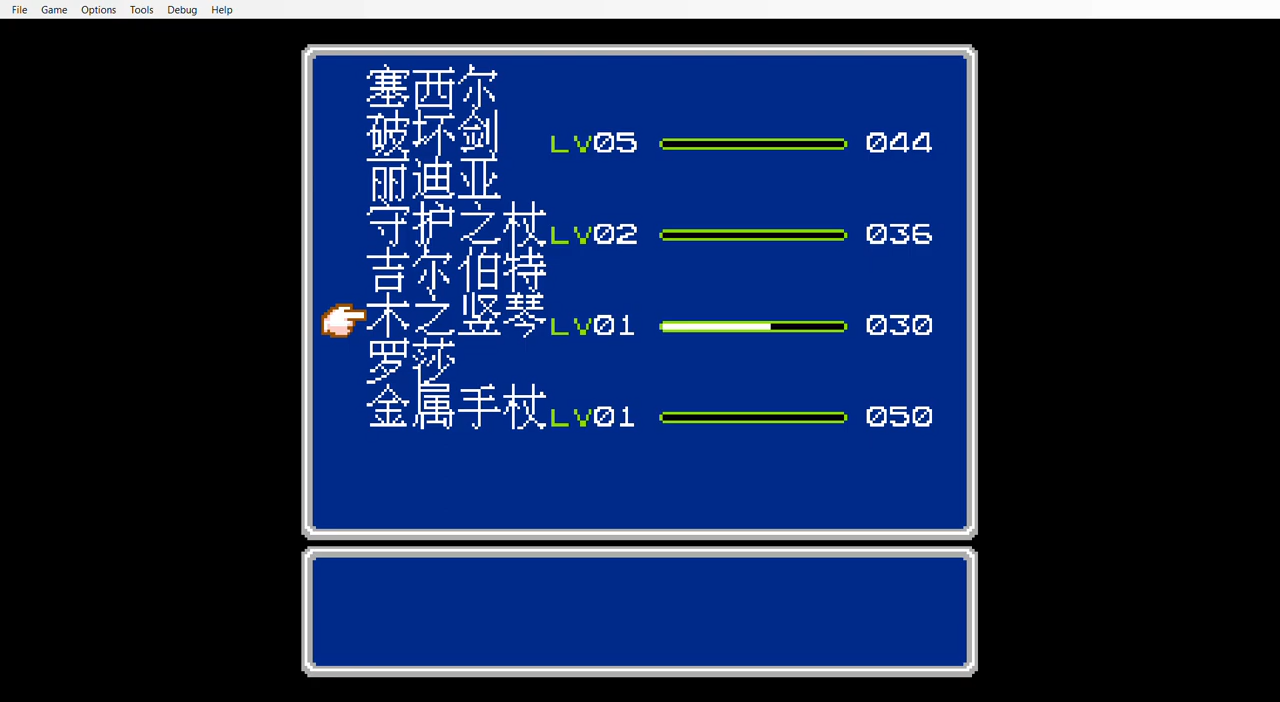 File Game Options Tools Debug Help
塞西尔
破坏剑 LV05 044
丽迪亚
守护之杖 LV02 036
吉尔伯特
木之竖琴 LV01 030
罗莎
金属手杖 LV01 050